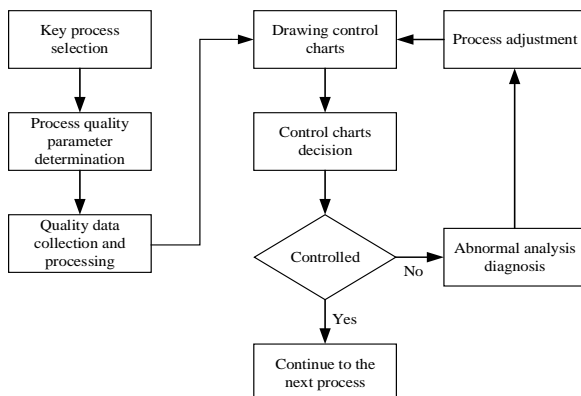 Key process
selection
Process quality
parameter
determination
Quality data
collection and
processing
Drawing control
charts
Control charts
decision
Controlled
No
Yes
Continue to the
next process
Process adjustment
Abnormal analysis
diagnosis